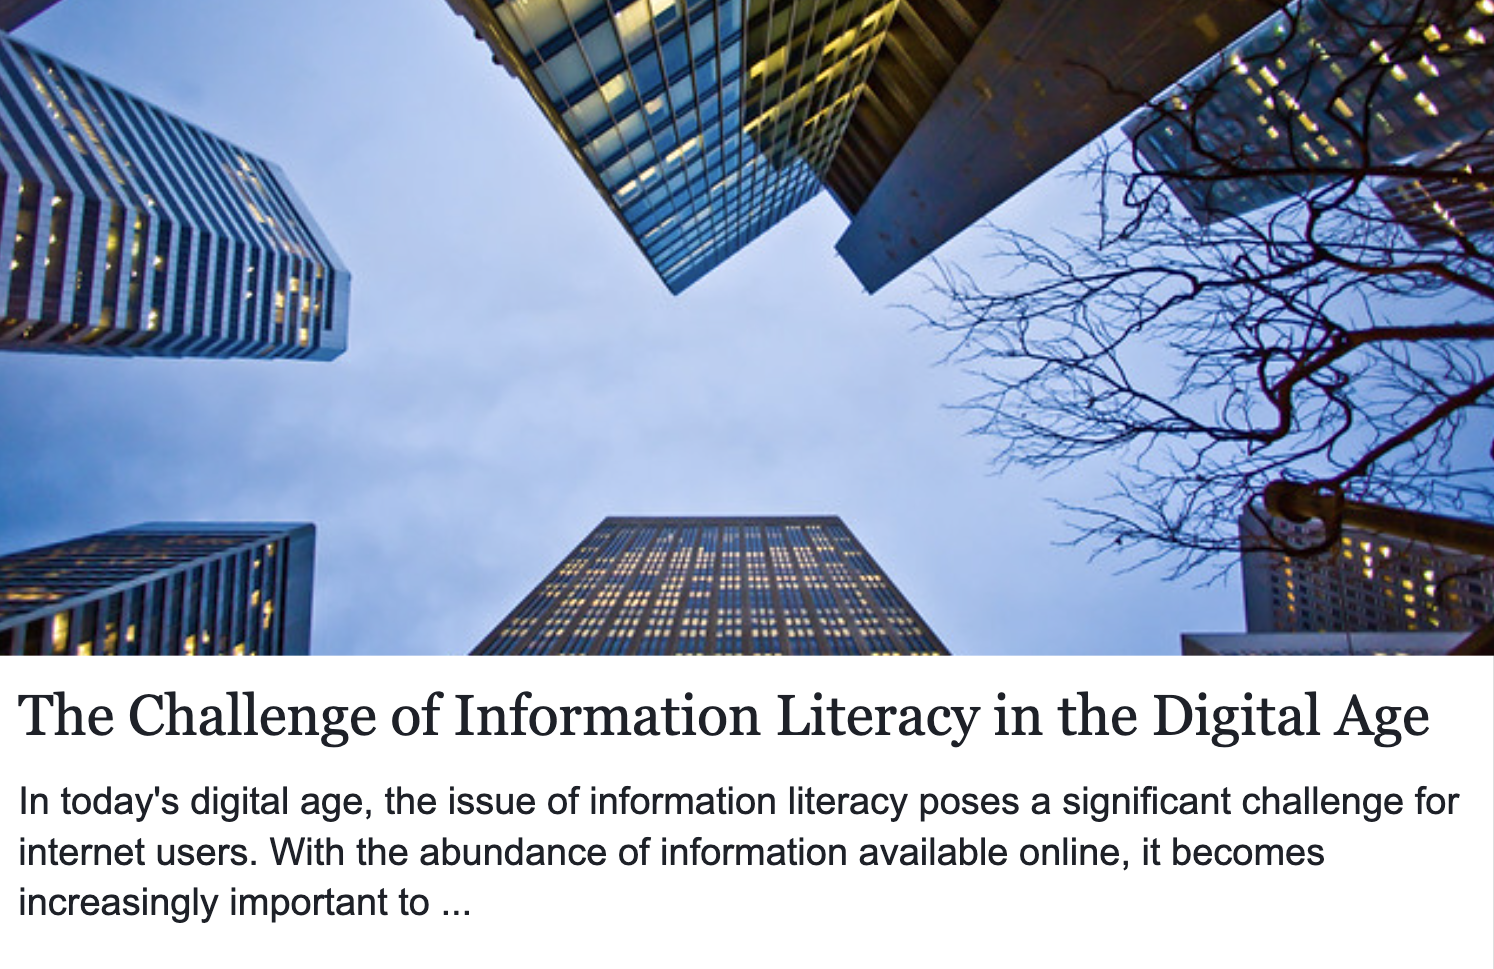 The Challenge of Information Literacy in the Digital Age
In today's digital age, the issue of information literacy poses a significant challenge for
internet users. With the abundance of information available online, it becomes
increasingly important to ...